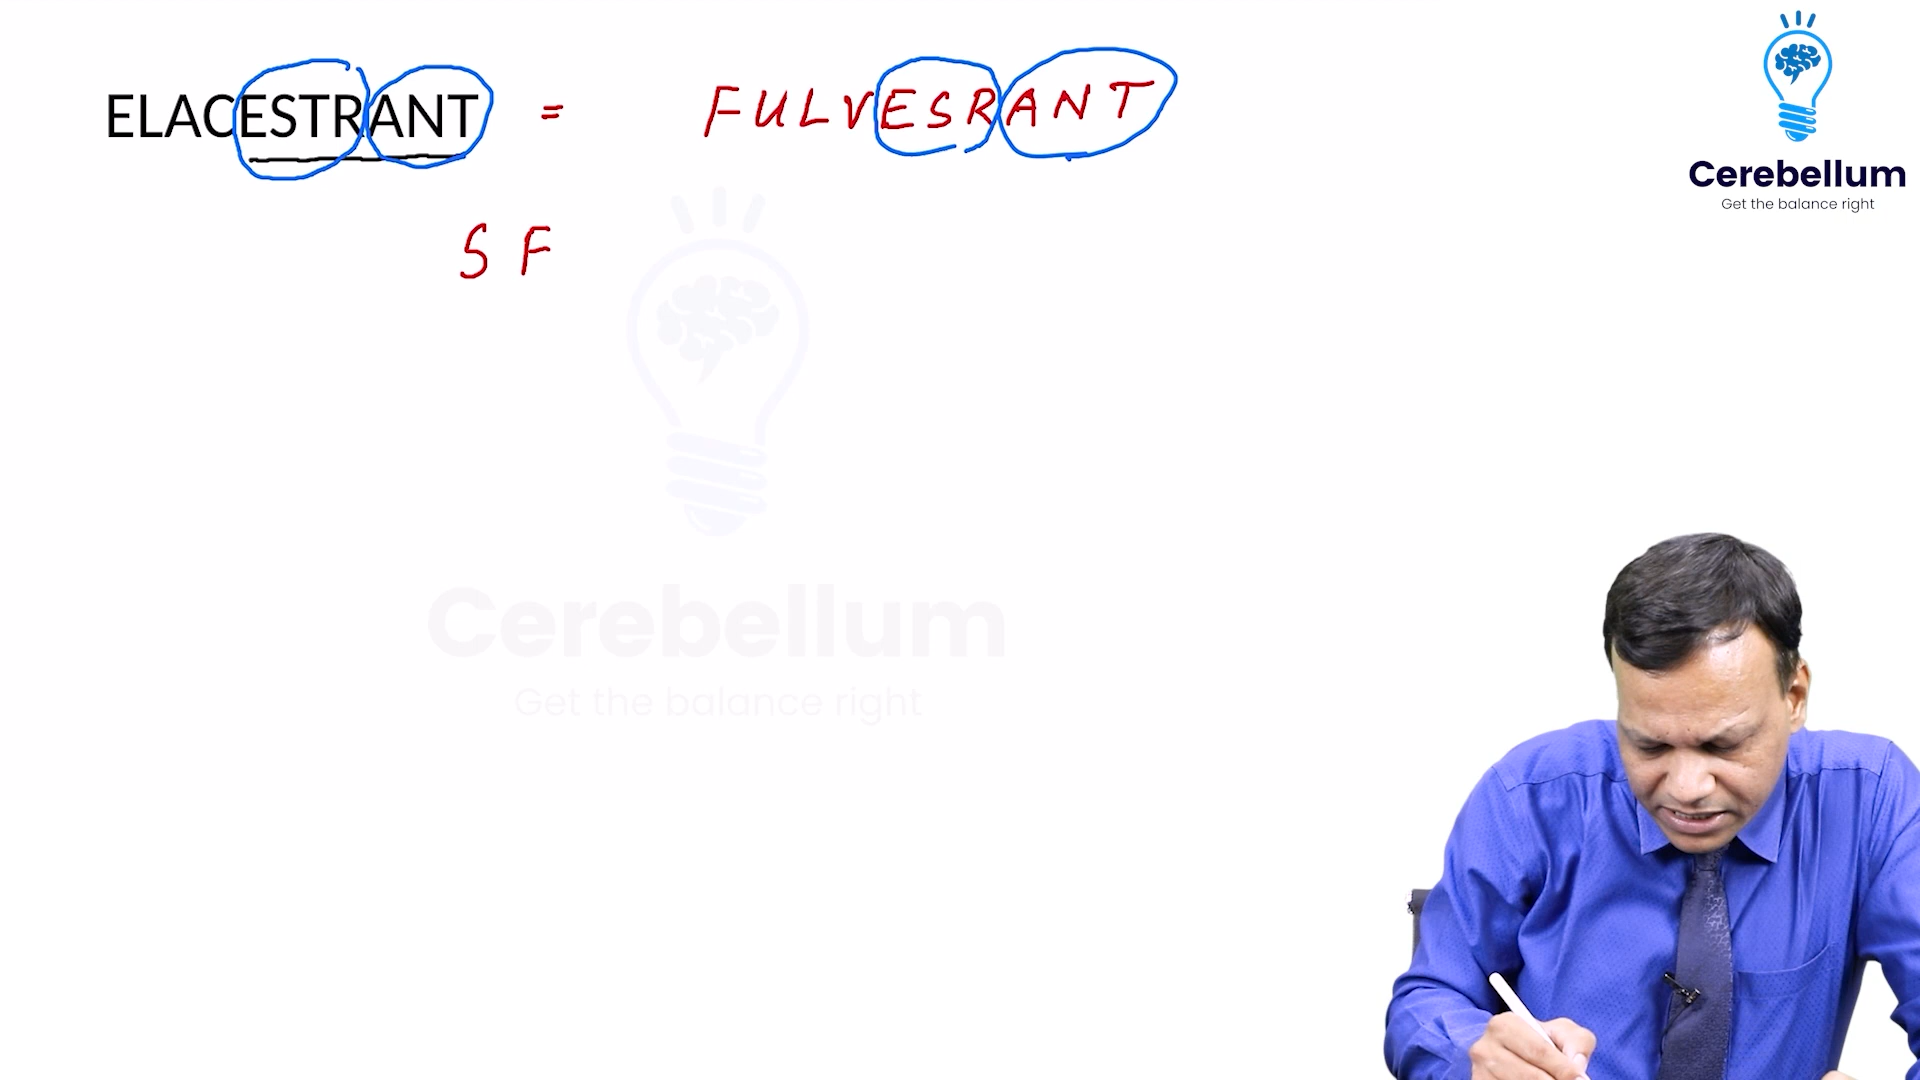 ELACESTRANT = FULVESRANT
SF
Cerebellum
Get the balance right
Cerebellum
Get the balance right